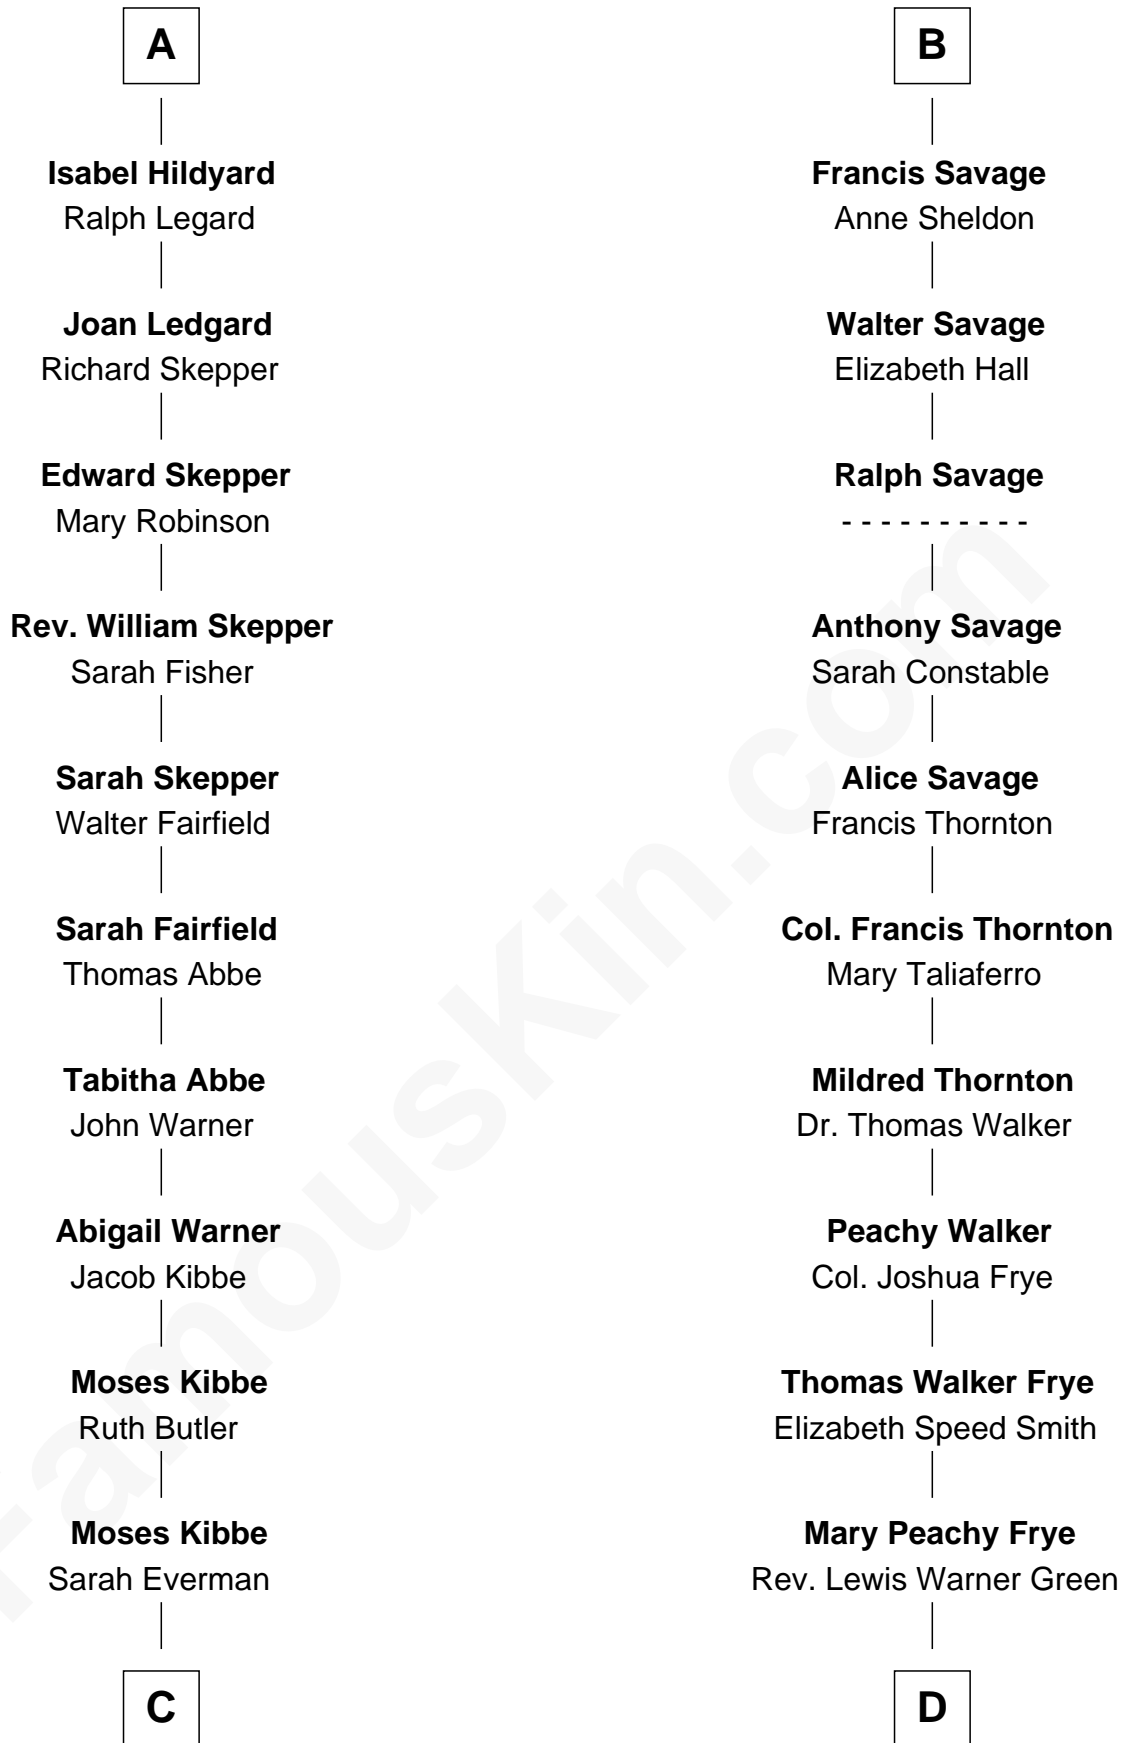 A
Isabel Hildyard
Ralph Legard
Joan Ledgard
Richard Skepper
Edward Skepper
Mary Robinson
Rev. William Skepper
Sarah Fisher
Sarah Skepper
Walter Fairfield
Sarah Fairfield
Thomas Abbe
Tabitha Abbe
John Warner
Abigail Warner
Jacob Kibbe
Moses Kibbe
Ruth Butler
Moses Kibbe
Sarah Everman
C
B
Francis Savage
Anne Sheldon
Walter Savage
Elizabeth Hall
Ralph Savage
- - - - - - - - - -
Anthony Savage
Sarah Constable
Alice Savage
Francis Thornton
Col. Francis Thornton
Mary Taliaferro
Mildred Thornton
Dr. Thomas Walker
Peachy Walker
Col. Joshua Frye
Thomas Walker Frye
Elizabeth Speed Smith
Mary Peachy Frye
Rev. Lewis Warner Green
D
FamousKin.com